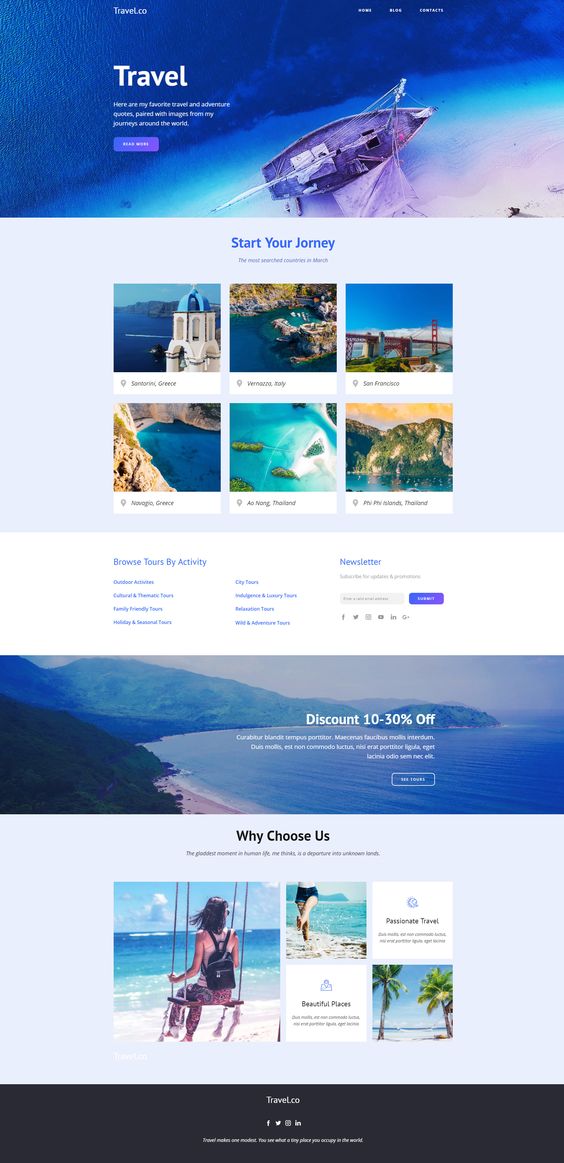 Travel.co
HOME BLOG CONTACTS
Travel
Here are my favorite travel and adventure
quotes, paired with images from my
journeys around the world.
READ MORE
Start Your Jorney
The most searched countries in March
Santorini, Greece
Vernazza, Italy
San Francisco
Navagio, Greece
Ao Nang, Thailand
Phi Phi Islands, Thailand
Browse Tours By Activity
Outdoor Activites
Cultural & Thematic Tours
Family Friendly Tours
Holiday & Seasonal Tours
City Tours
Indulgence & Luxury Tours
Relaxation Tours
Wild & Adventure Tours
Newsletter
Subscribe for updates & promotions
Enter a valid email address
SUBMIT
Discount 10-30% Off
Curabitur blandit tempus porttitor. Maecenas faucibus mollis interdum.
Duis mollis, est non commodo luctus, nisi erat porttitor ligula, eget
lacinia odio sem nec elit.
SEE TOURS
Why Choose Us
The gladdest moment in human life, me thinks, is a departure into unknown lands.
Passionate Travel
Duis mollis, est non commodo luctus,
nisi erat porttitor ligula, eget lacinia
Beautiful Places
Duis mollis, est non commodo luctus,
nisi erat porttitor ligula, eget lacinia
Travel.co
Travel.co
Travel makes one modest. You see what a tiny place you occupy in the world.